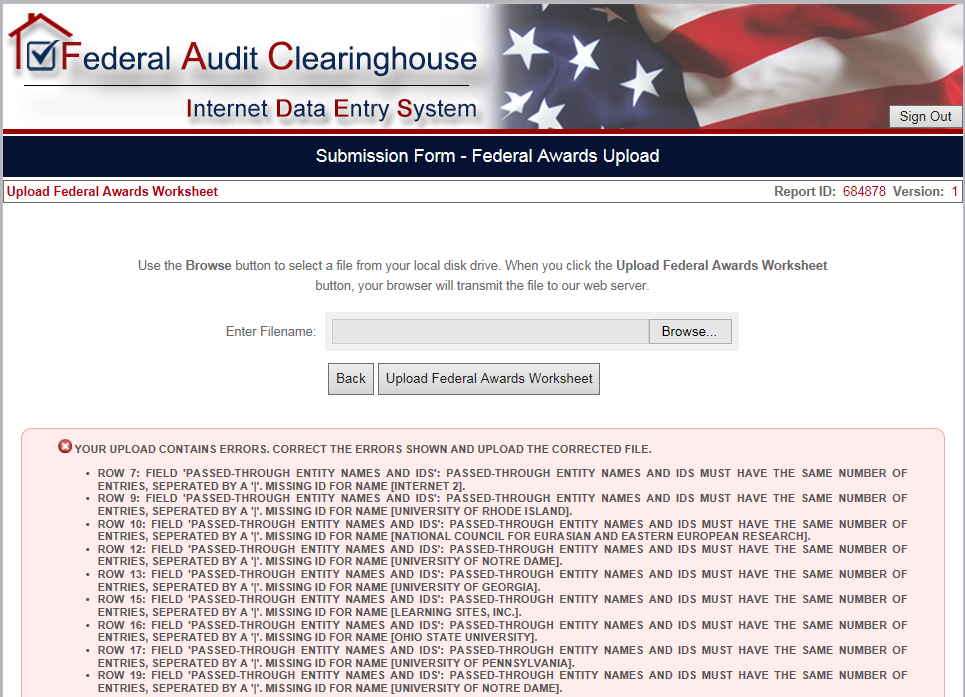 Federal Audit Clearinghouse
Internet Data Entry System
Sign Out
Submission Form - Federal Awards Upload
Upload Federal Awards Worksheet Report ID: 684878 Version: 1
Use the Browse button to select a file from your local disk drive. When you click the Upload Federal Awards Worksheet
button, your browser will transmit the file to our web server.
Enter Filename: Browse...
Back Upload Federal Awards Worksheet
YOUR UPLOAD CONTAINS ERRORS. CORRECT THE ERRORS SHOWN AND UPLOAD THE CORRECTED FILE.
• ROW 7: FIELD 'PASSED-THROUGH ENTITY NAMES AND IDS': PASSED-THROUGH ENTITY NAMES AND IDS MUST HAVE THE SAME NUMBER OF
ENTRIES, SEPERATED BY A '|'. MISSING ID FOR NAME [INTERNET 2].
• ROW 9: FIELD 'PASSED-THROUGH ENTITY NAMES AND IDS': PASSED-THROUGH ENTITY NAMES AND IDS MUST HAVE THE SAME NUMBER OF
ENTRIES, SEPERATED BY A '|'. MISSING ID FOR NAME [UNIVERSITY OF RHODE ISLAND].
• ROW 10: FIELD 'PASSED-THROUGH ENTITY NAMES AND IDS': PASSED-THROUGH ENTITY NAMES AND IDS MUST HAVE THE SAME NUMBER OF
ENTRIES, SEPERATED BY A '|'. MISSING ID FOR NAME [NATIONAL COUNCIL FOR EURASIAN AND EASTERN EUROPEAN RESEARCH].
• ROW 12: FIELD 'PASSED-THROUGH ENTITY NAMES AND IDS': PASSED-THROUGH ENTITY NAMES AND IDS MUST HAVE THE SAME NUMBER OF
ENTRIES, SEPERATED BY A '|'. MISSING ID FOR NAME [UNIVERSITY OF NOTRE DAME].
• ROW 13: FIELD 'PASSED-THROUGH ENTITY NAMES AND IDS': PASSED-THROUGH ENTITY NAMES AND IDS MUST HAVE THE SAME NUMBER OF
ENTRIES, SEPERATED BY A '|'. MISSING ID FOR NAME [UNIVERSITY OF GEORGIA].
• ROW 15: FIELD 'PASSED-THROUGH ENTITY NAMES AND IDS': PASSED-THROUGH ENTITY NAMES AND IDS MUST HAVE THE SAME NUMBER OF
ENTRIES, SEPERATED BY A '|'. MISSING ID FOR NAME [LEARNING SITES, INC.].
• ROW 16: FIELD 'PASSED-THROUGH ENTITY NAMES AND IDS': PASSED-THROUGH ENTITY NAMES AND IDS MUST HAVE THE SAME NUMBER OF
ENTRIES, SEPERATED BY A '|'. MISSING ID FOR NAME [OHIO STATE UNIVERSITY].
• ROW 17: FIELD 'PASSED-THROUGH ENTITY NAMES AND IDS': PASSED-THROUGH ENTITY NAMES AND IDS MUST HAVE THE SAME NUMBER OF
ENTRIES, SEPERATED BY A '|'. MISSING ID FOR NAME [UNIVERSITY OF PENNSYLVANIA].
• ROW 19: FIELD 'PASSED-THROUGH ENTITY NAMES AND IDS': PASSED-THROUGH ENTITY NAMES AND IDS MUST HAVE THE SAME NUMBER OF
ENTRIES, SEPERATED BY A '|'. MISSING ID FOR NAME [UNIVERSITY OF NOTRE DAME].